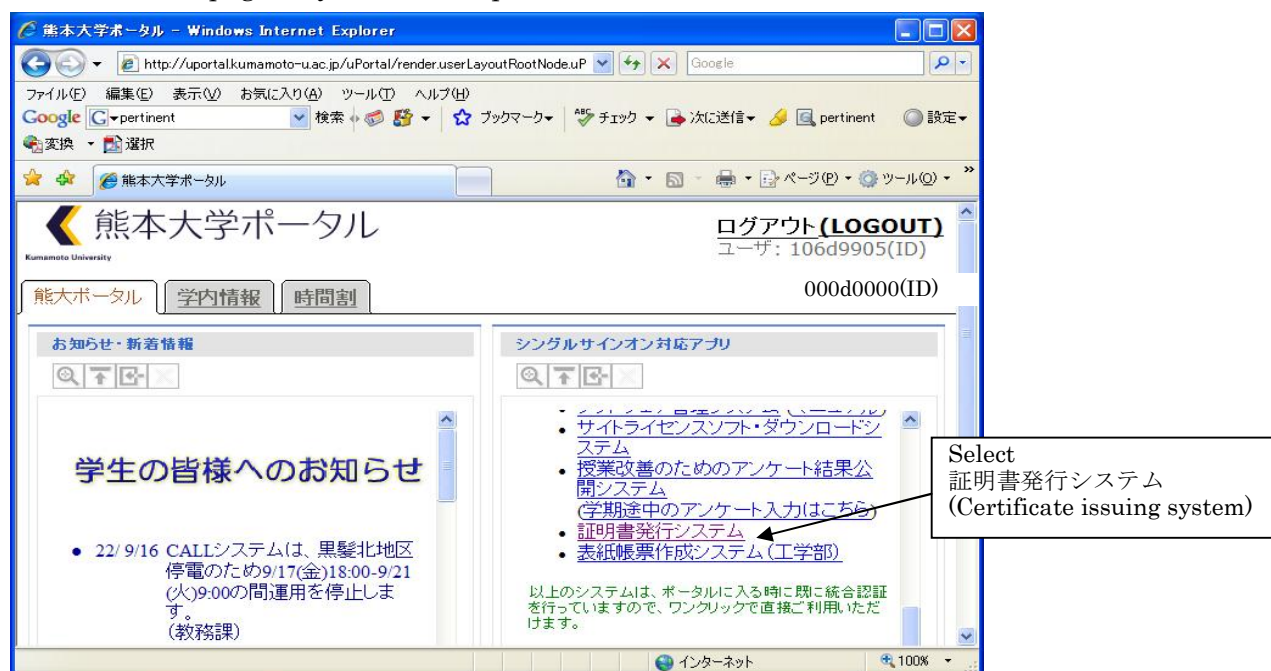 熊本大学ポータル - Windows Internet Explorer
http://uportal.kumamoto-u.ac.jp/uPortal/render.userLayoutRootNode.uP
Google
ファイル(F) 編集(E) 表示(V) お気に入り(A) ツール(T) ヘルプ(H)
Google G pertinent 検索 ブックマーク ABC チェック 次に送信 pertinent 設定
変換 選択
熊本大学ポータル
ページ(P) ツール(O) »
熊本大学ポータル
Kumamoto University
ログアウト(LOGOUT)
ユーザ: 106d9905(ID)
000d0000(ID)
熊大ポータル 学内情報 時間割
お知らせ・新着情報
学生の皆様へのお知らせ
• 22/ 9/16 CALLシステムは、黒髪北地区
停電のため9/17(金)18:00-9/21
(火)9:00の間運用を停止しま
す。
(教務課)
シングルサインオン対応アプリ
• サイトライセンスソフト・ダウンロードシ
ステム
• 授業改善のためのアンケート結果公
開システム
(学期途中のアンケート入力はこちら)
• 証明書発行システム
• 表紙帳票作成システム(工学部)
以上のシステムは、ポータルに入る時に既に統合認証
を行っていますので、ワンクリックで直接ご利用いただ
けます。
Select
証明書発行システム
(Certificate issuing system)
インターネット 100%